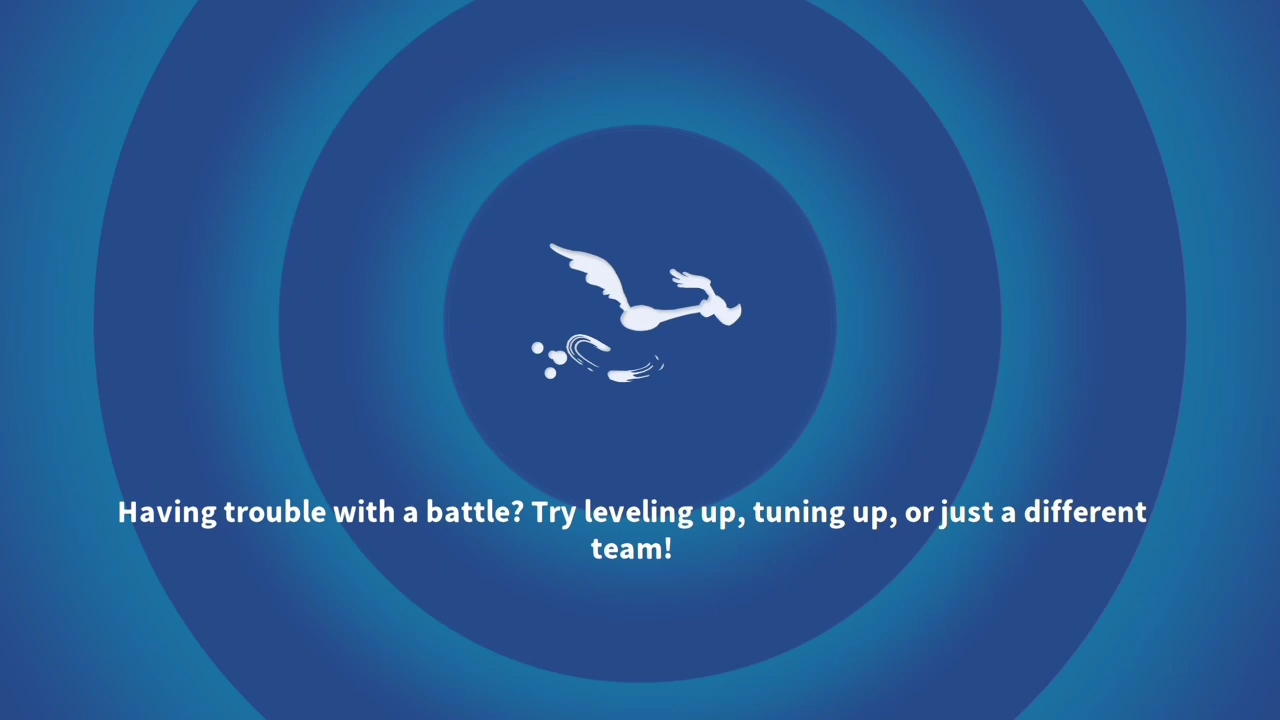 Having trouble with a battle? Try leveling up, tuning up, or just a different
team!